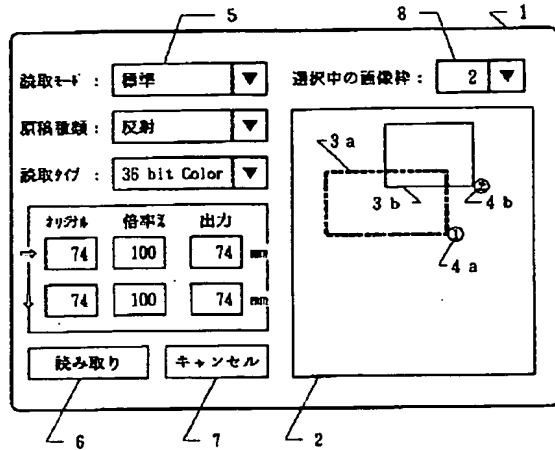 5 8 1
読取モード： 標準 ▼ 選択中の画像枠： 2 ▼
原稿種類： 反射 ▼
3a
読取タイプ： 36 bit Color ▼
3b 4b
2
オリジナル 倍率% 出力
1
4a
⇒ 74 100 74 mm
↓ 74 100 74 mm
読み取り キャンセル
6 7 2